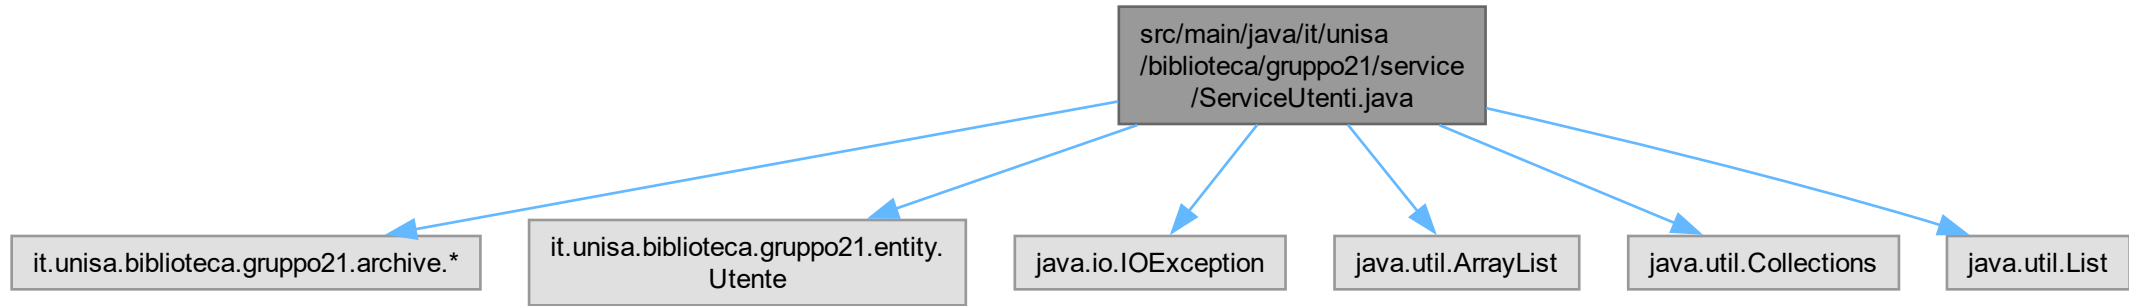 src/main/java/it/unisa
/biblioteca/gruppo21/service
/ServiceUtenti.java
it.unisa.biblioteca.gruppo21.archive.*
it.unisa.biblioteca.gruppo21.entity.
Utente
java.io.IOException
java.util.ArrayList
java.util.Collections
java.util.List